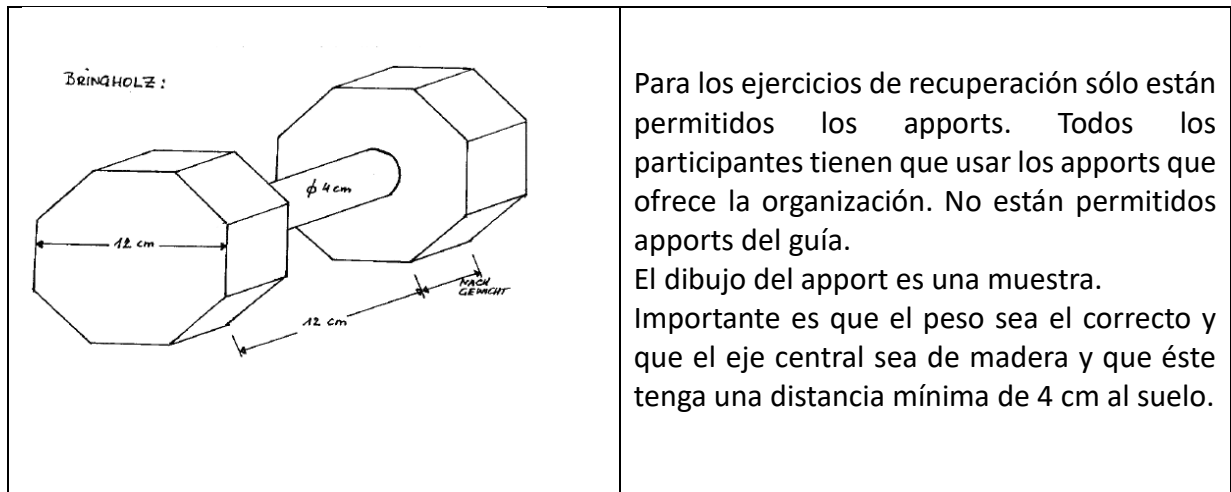 BRINGHOLZ:
ϕ 4 cm
12 cm
NACH
GEWICHT
12 cm
Para los ejercicios de recuperación sólo están
permitidos los apports. Todos los
participantes tienen que usar los apports que
ofrece la organización. No están permitidos
apports del guía.
El dibujo del apport es una muestra.
Importante es que el peso sea el correcto y
que el eje central sea de madera y que éste
tenga una distancia mínima de 4 cm al suelo.